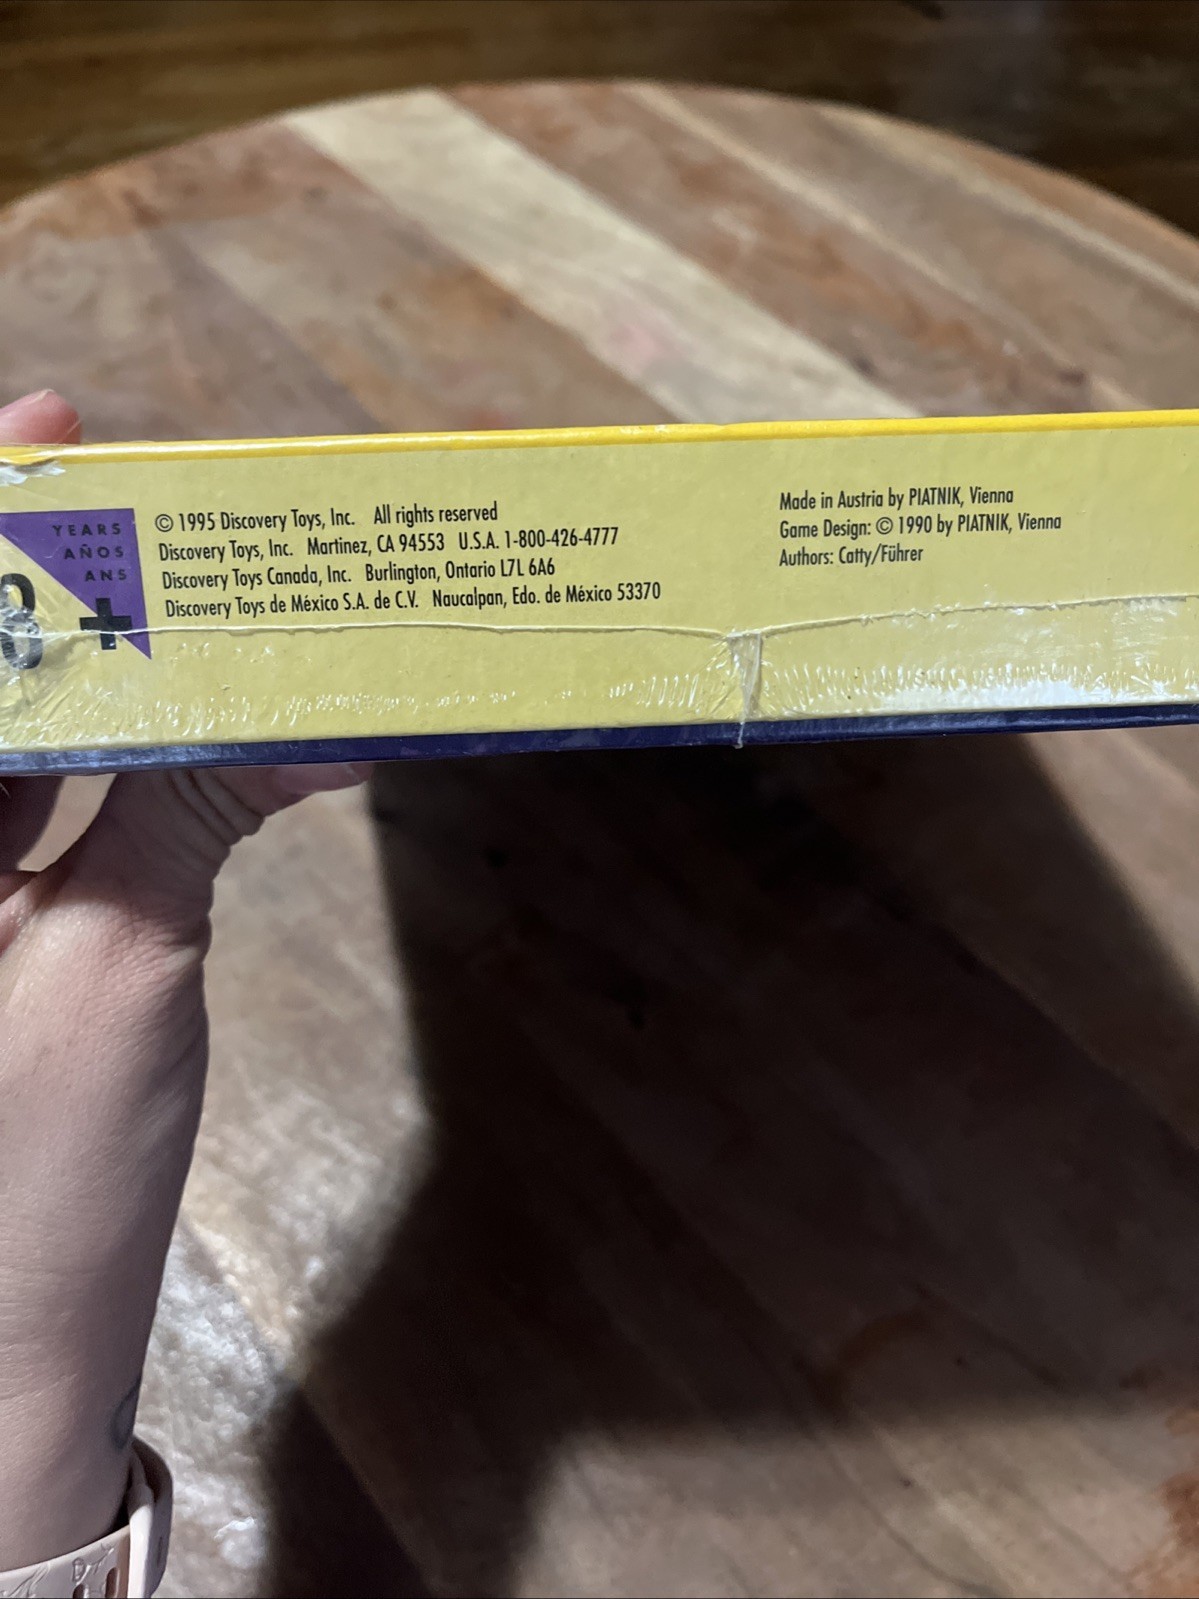 YEARS
AÑOS
ANS
8+
© 1995 Discovery Toys, Inc. All rights reserved
Discovery Toys, Inc. Martinez, CA 94553 U.S.A. 1-800-426-4777
Discovery Toys Canada, Inc. Burlington, Ontario L7L 6A6
Discovery Toys de México S.A. de C.V. Naucalpan, Edo. de México 53370
Made in Austria by PIATNIK, Vienna
Game Design: © 1990 by PIATNIK, Vienna
Authors: Catty/Führer